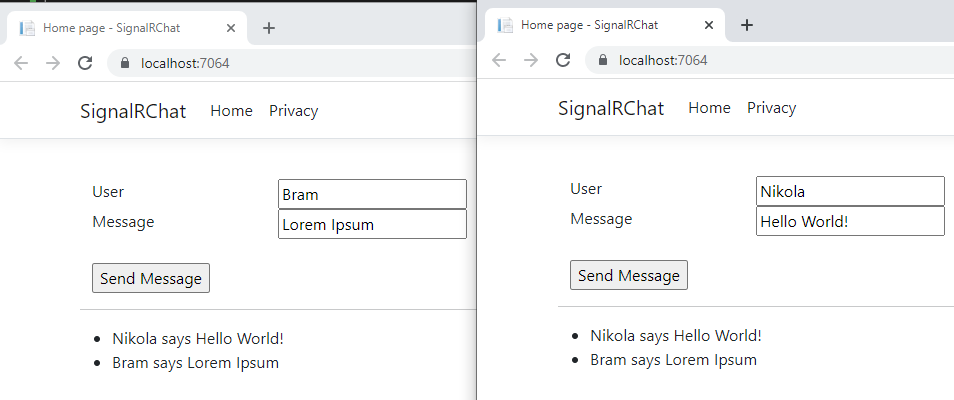 Home page - SignalRChat
localhost:7064
SignalRChat Home Privacy
User Bram
Message Lorem Ipsum
Send Message
Nikola says Hello World!
Bram says Lorem Ipsum
Home page - SignalRChat
localhost:7064
SignalRChat Home Privacy
User Nikola
Message Hello World!
Send Message
Nikola says Hello World!
Bram says Lorem Ipsum